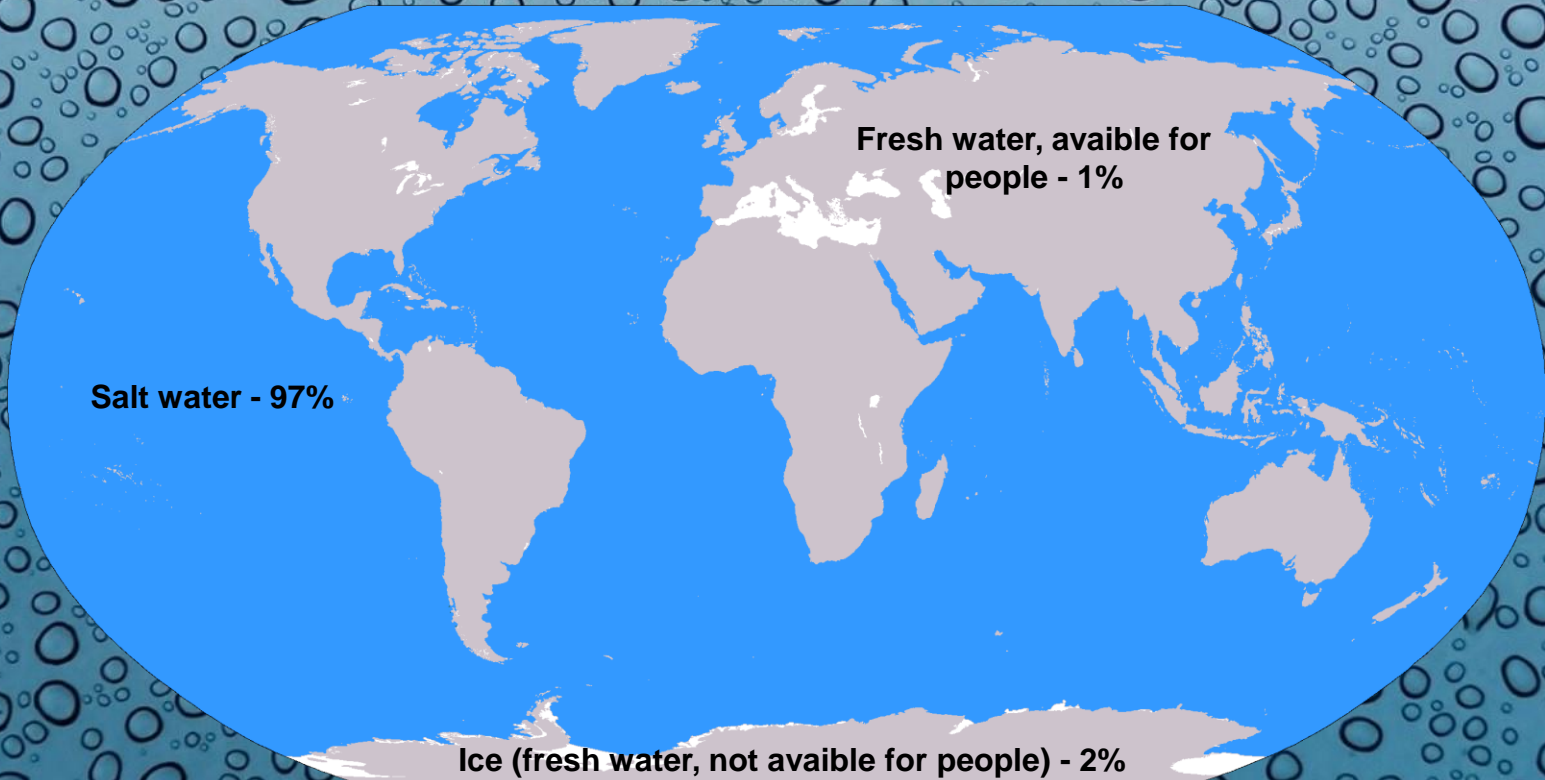 Fresh water, avaible for
people - 1%
Salt water - 97%
Ice (fresh water, not avaible for people) - 2%